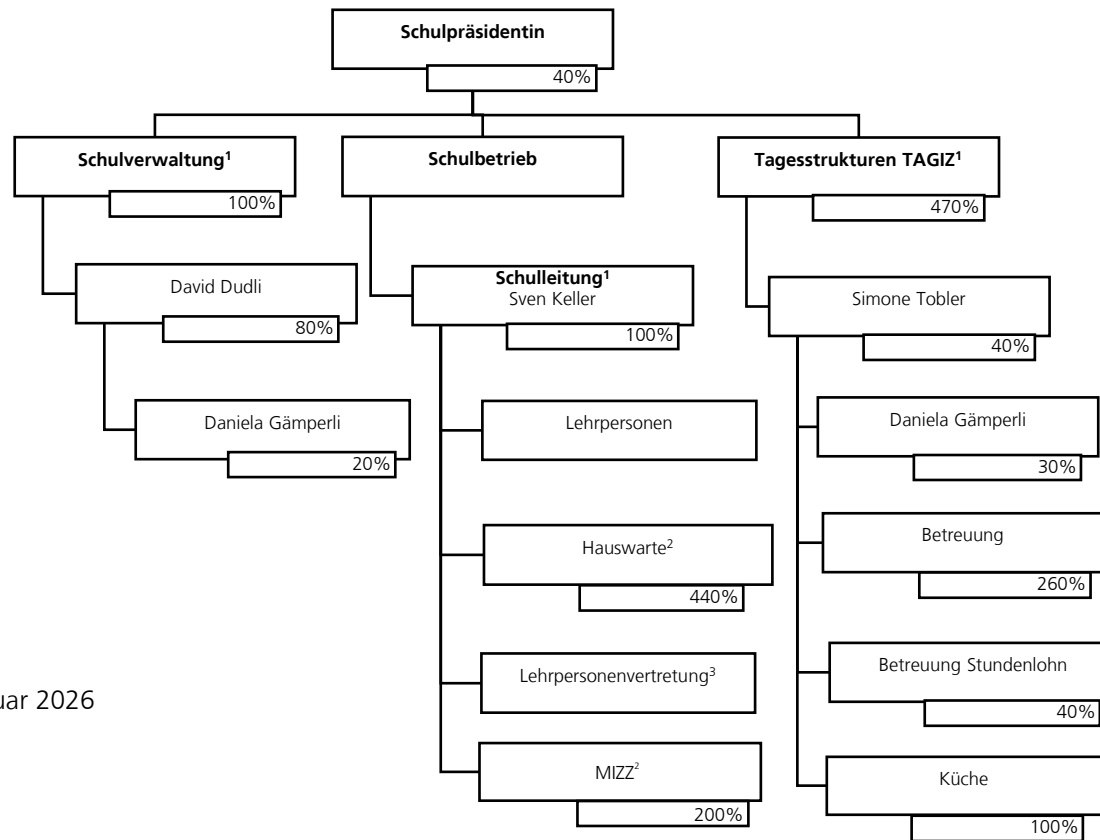 Schulpräsidentin
40%
Schulverwaltung¹
100%
David Dudli
80%
Daniela Gämperli
20%
Schulbetrieb
Schulleitung¹
Sven Keller
100%
Lehrpersonen
Hauswarte²
440%
Lehrpersonenvertretung³
MIZZ²
200%
Tagesstrukturen TAGIZ¹
470%
Simone Tobler
40%
Daniela Gämperli
30%
Betreuung
260%
Betreuung Stundenlohn
40%
Küche
100%
2026